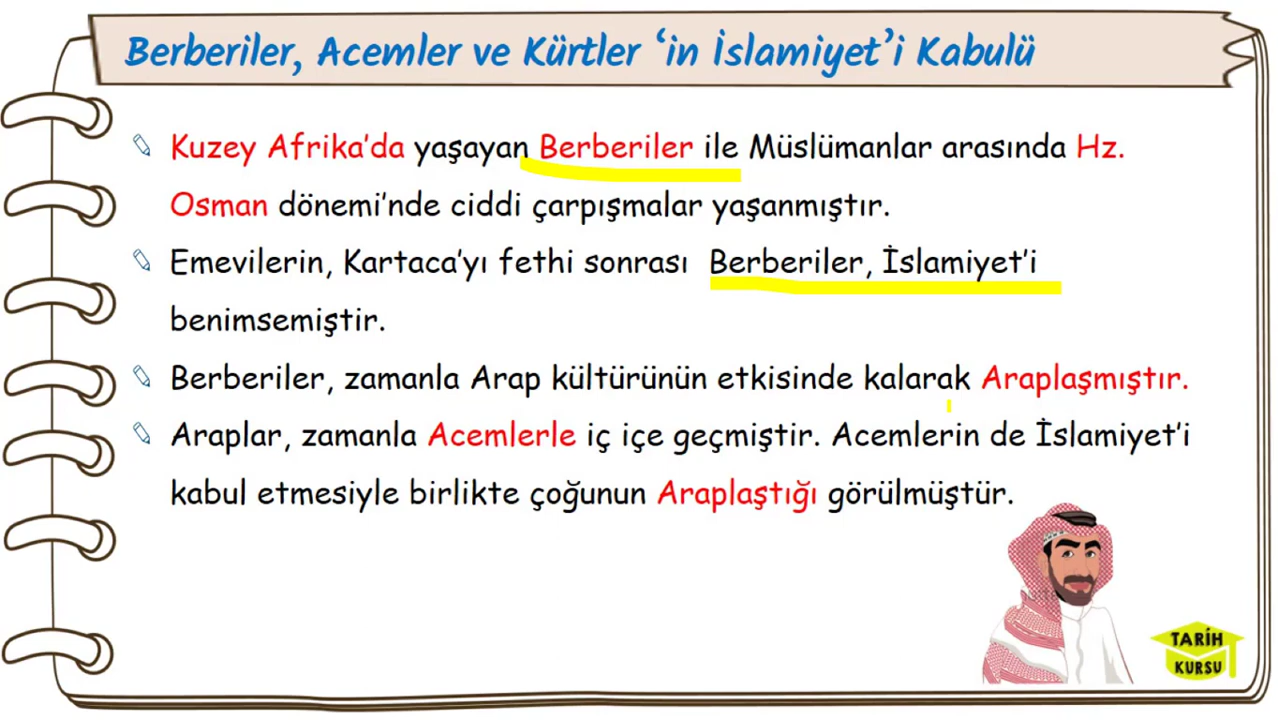 Berberiler, Acemler ve Kürtler ‘in İslamiyet’i Kabulü
Kuzey Afrika’da yaşayan Berberiler ile Müslümanlar arasında Hz.
Osman dönemi’nde ciddi çarpışmalar yaşanmıştır.
Emevilerin, Kartaca’yı fethi sonrası Berberiler, İslamiyet’i
benimsemiştir.
Berberiler, zamanla Arap kültürünün etkisinde kalarak Araplaşmıştır.
Araplar, zamanla Acemlerle iç içe geçmiştir. Acemlerin de İslamiyet’i
kabul etmesiyle birlikte çoğunun Araplaştığı görülmüştür.
TARİH
KURSU